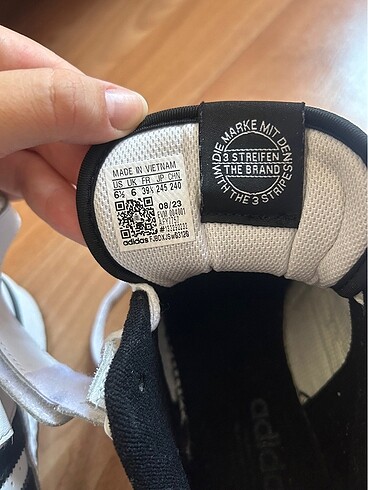 MADE IN VIETNAM
US UK FR JP CHN
6½ 6 39⅓ 245 240
08/23
adidas
DIE MARKE MIT DEN
3 STREIFEN
THE BRAND
WITH THE 3 STRIPES
adidas